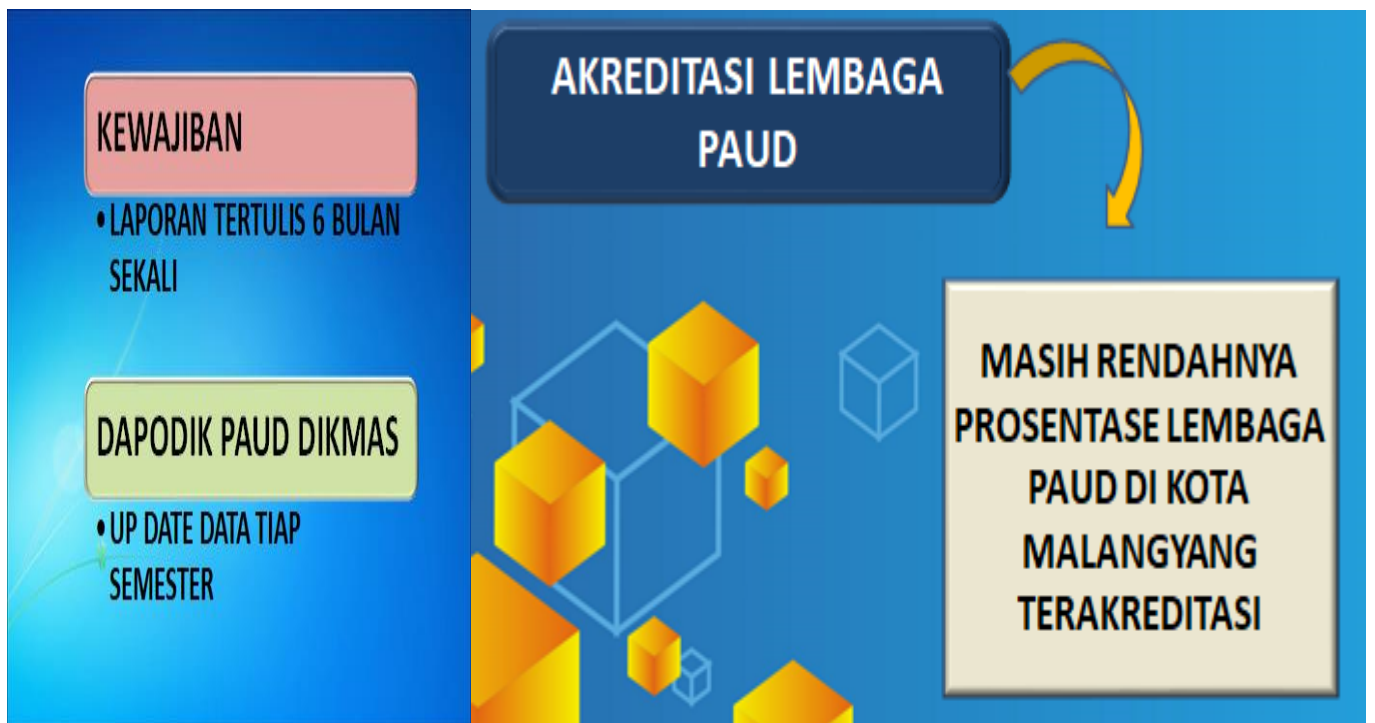 KEWAJIBAN
• LAPORAN TERTULIS 6 BULAN
SEKALI
DAPODIK PAUD DIKMAS
• UP DATE DATA TIAP
SEMESTER
AKREDITASI LEMBAGA
PAUD
MASIH RENDAHNYA
PROSENTASE LEMBAGA
PAUD DI KOTA
MALANGYANG
TERAKREDITASI